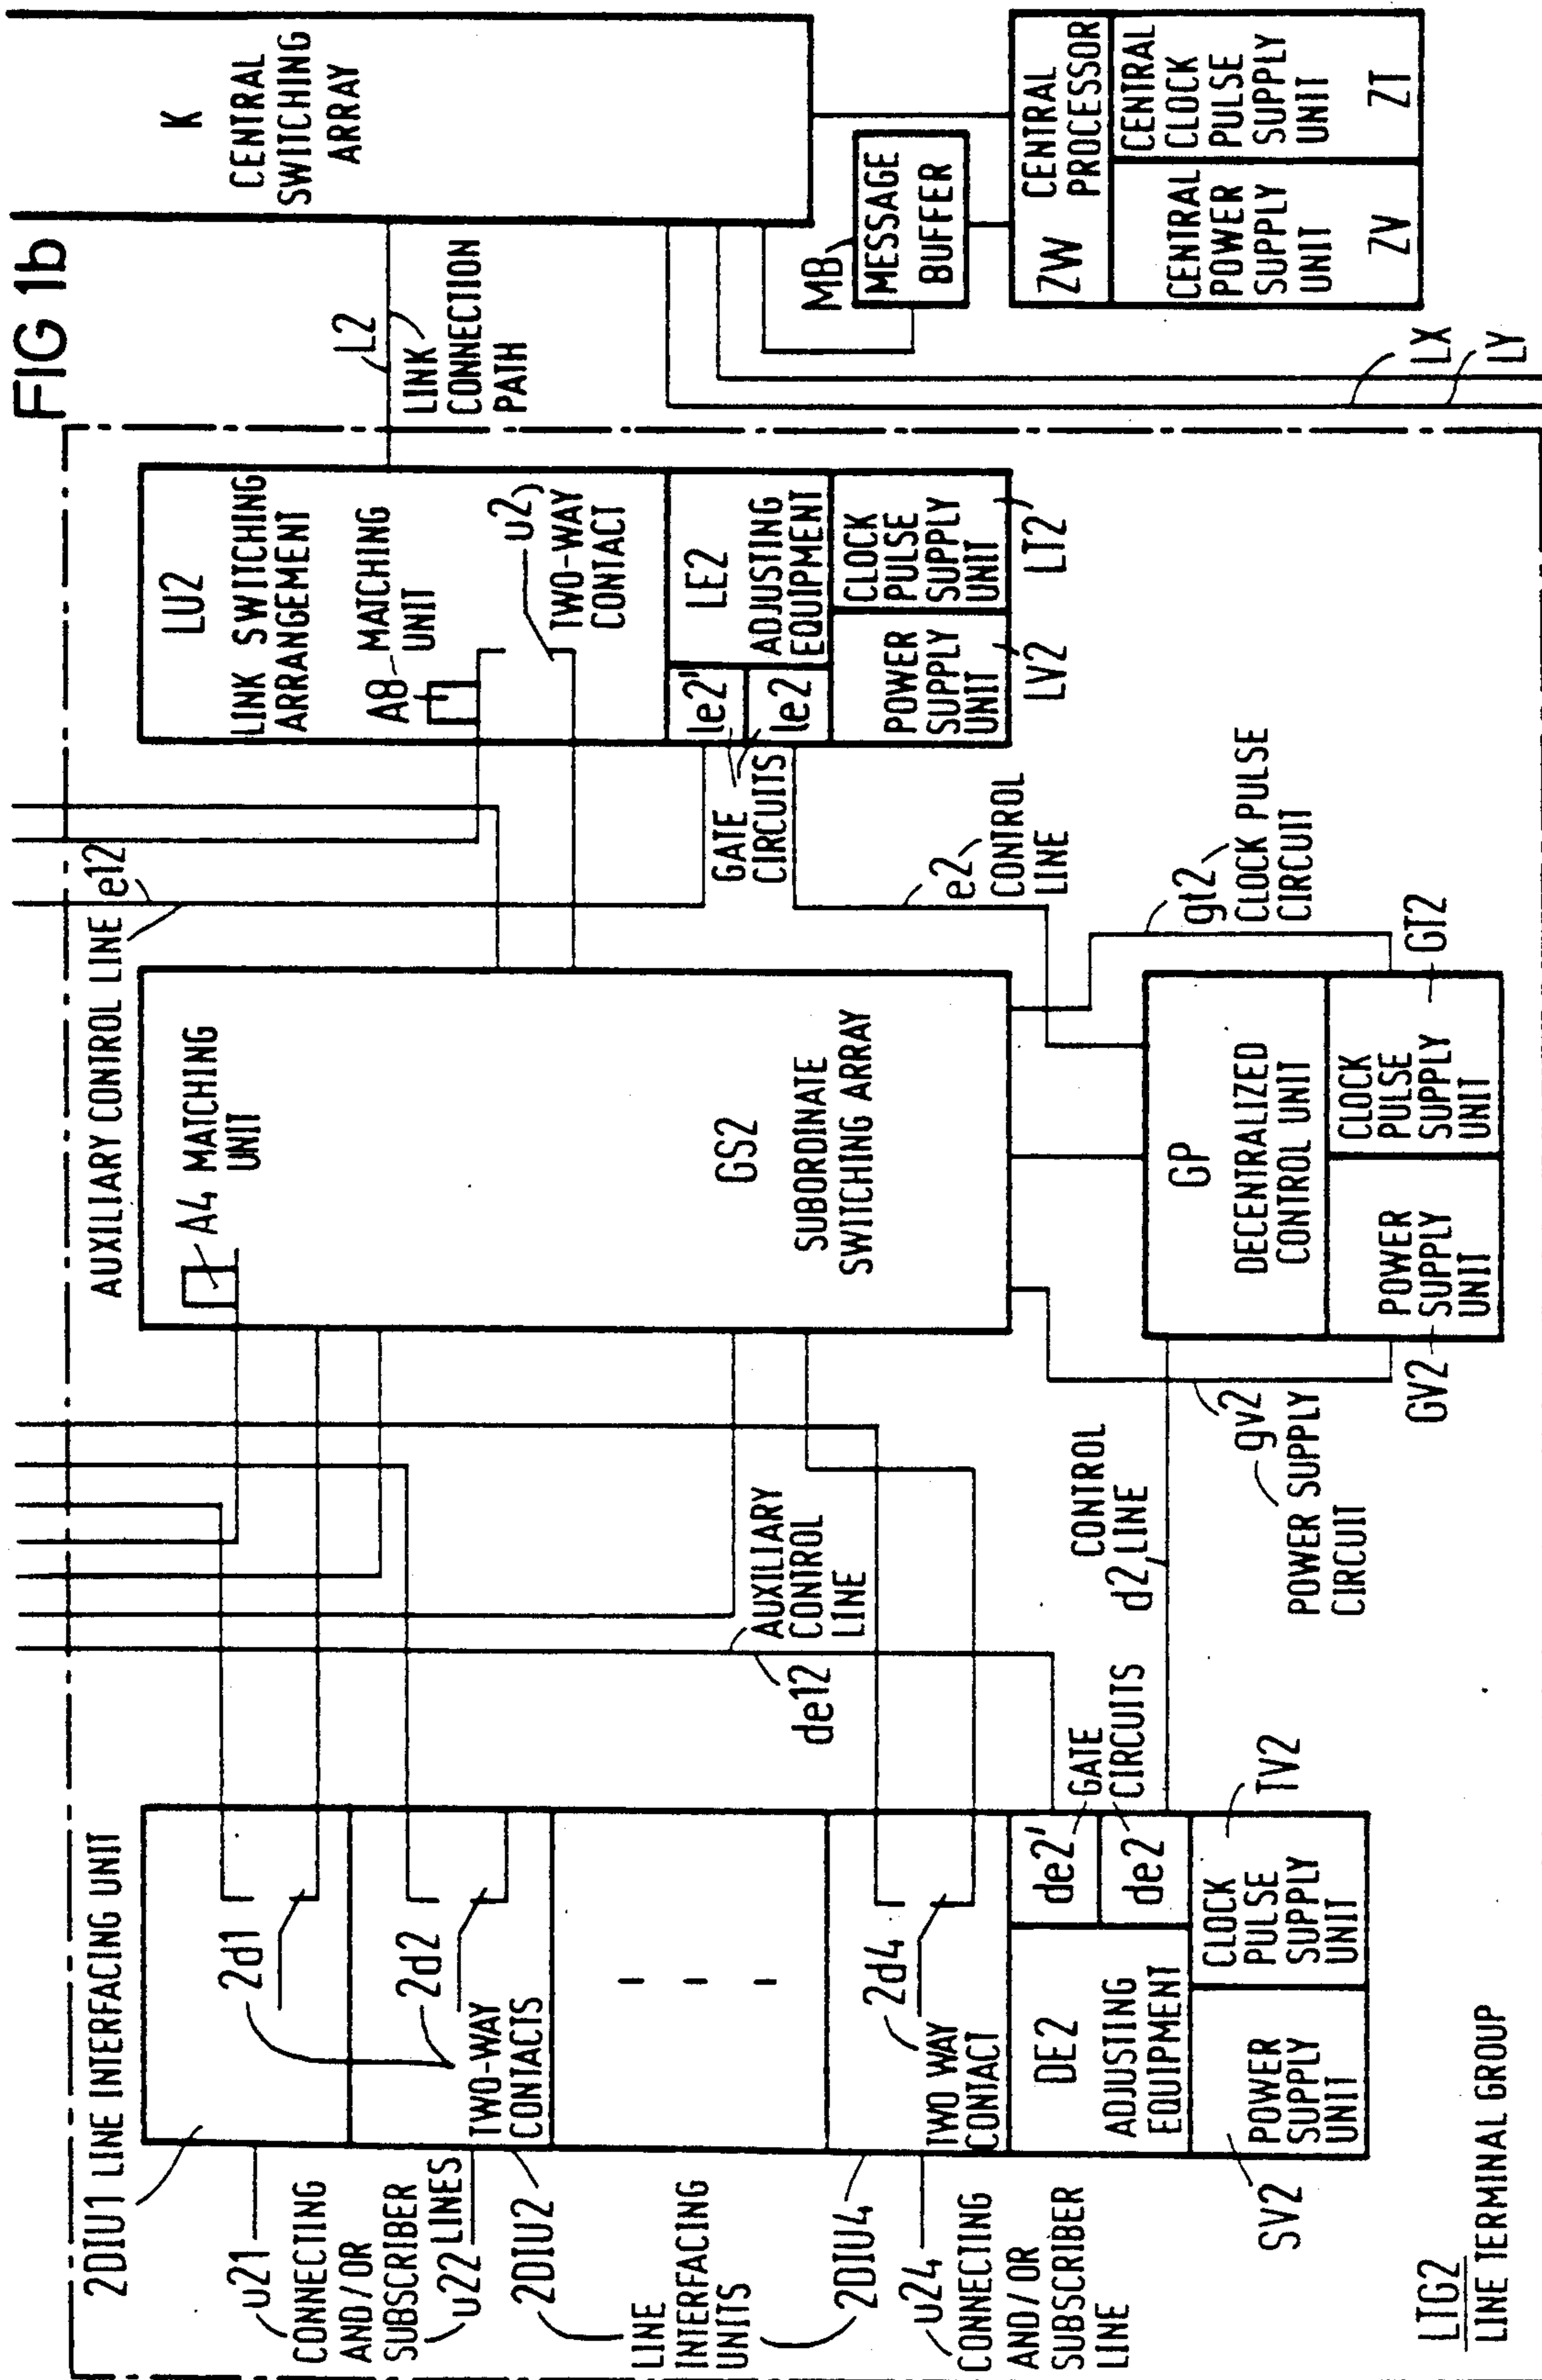 FIG 1b
2DIU1 LINE INTERFACING UNIT
u21
CONNECTING
AND/OR
SUBSCRIBER
LINES
u22
2DIU2
LINE
INTERFACING
UNITS
2DIU4
u24
CONNECTING
AND/OR
SUBSCRIBER
LINE
2d1
2d2
TWO-WAY
CONTACTS
2d4
TWO WAY
CONTACT
DE2
ADJUSTING
EQUIPMENT
de2'
de2
GATE
CIRCUITS
POWER
SUPPLY
UNIT
CLOCK
PULSE
SUPPLY
UNIT
SV2
TV2
LTG2
LINE TERMINAL GROUP
de12
AUXILIARY
CONTROL
LINE
CONTROL
LINE
d2
gv2
POWER SUPPLY
CIRCUIT
AUXILIARY CONTROL LINE e12
A4 MATCHING
UNIT
GS2
SUBORDINATE
SWITCHING ARRAY
GP
DECENTRALIZED
CONTROL UNIT
POWER
SUPPLY
UNIT
CLOCK
PULSE
SUPPLY
UNIT
GV2
GT2
gt2
CLOCK PULSE
CIRCUIT
e2
CONTROL
LINE
GATE
CIRCUITS
LU2
LINK SWITCHING
ARRANGEMENT
A8
MATCHING
UNIT
u2
TWO-WAY
CONTACT
le2'
le2
LE2
ADJUSTING
EQUIPMENT
POWER
SUPPLY
UNIT
CLOCK
PULSE
SUPPLY
UNIT
LV2
LT2
L2
LINK
CONNECTION
PATH
K
CENTRAL
SWITCHING
ARRAY
MB
MESSAGE
BUFFER
ZW
CENTRAL
PROCESSOR
CENTRAL
POWER
SUPPLY
UNIT
ZV
CENTRAL
CLOCK
PULSE
SUPPLY
UNIT
ZT
LX
LY